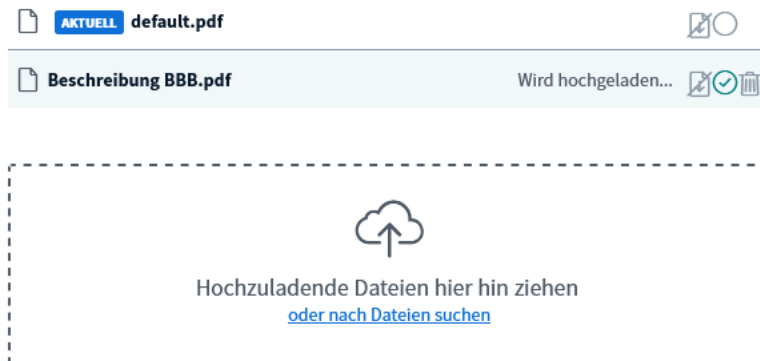 AKTUELL default.pdf
Beschreibung BBB.pdf Wird hochgeladen...
Hochzuladende Dateien hier hin ziehen
oder nach Dateien suchen